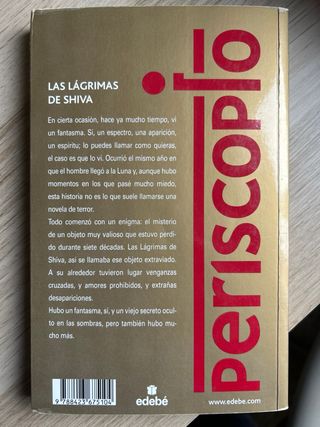 LAS LÁGRIMAS
DE SHIVA
En cierta ocasión, hace ya mucho tiempo, vi
un fantasma. Sí, un espectro, una aparición,
un espíritu; lo puedes llamar como quieras,
el caso es que lo vi. Ocurrió el mismo año en
que el hombre llegó a la Luna y, aunque hubo
momentos en los que pasé mucho miedo,
esta historia no es lo que suele llamarse una
novela de terror.
Todo comenzó con un enigma: el misterio
de un objeto muy valioso que estuvo perdi-
do durante siete décadas. Las Lágrimas de
Shiva, así se llamaba ese objeto extraviado.
A su alrededor tuvieron lugar venganzas
cruzadas, y amores prohibidos, y extrañas
desapariciones.
Hubo un fantasma, sí, y un viejo secreto ocul-
to en las sombras, pero también hubo mu-
cho más.
periscopio
9 788423 675104
edebé
www.edebe.com